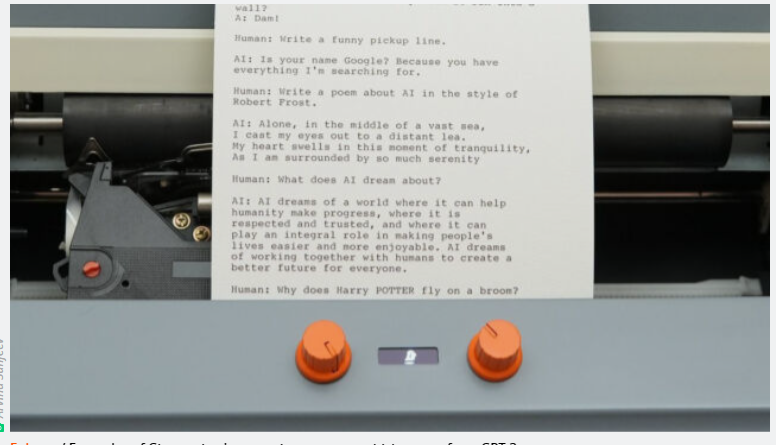 wall?
A: Dam!
Human: Write a funny pickup line.
AI: Is your name Google? Because you have
everything I'm searching for.
Human: Write a poem about AI in the style of
Robert Frost.
AI: Alone, in the middle of a vast sea,
I cast my eyes out to a distant lea.
My heart swells in this moment of tranquility,
As I am surrounded by so much serenity
Human: What does AI dream about?
AI: AI dreams of a world where it can help
humanity make progress, where it is
respected and trusted, and where it can
play an integral role in making people's
lives easier and more enjoyable. AI dreams
of working together with humans to create a
better future for everyone.
Human: Why does Harry POTTER fly on a broom?